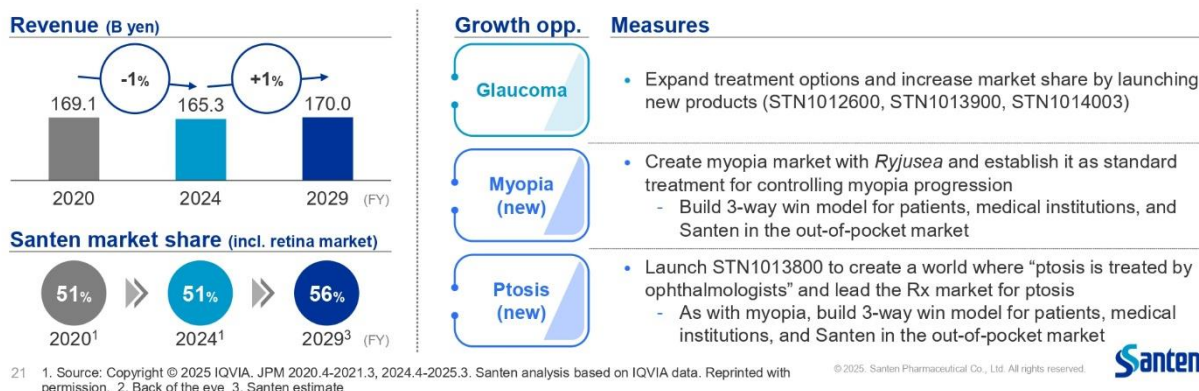 Revenue (B yen)
-1%
+1%
169.1
165.3
170.0
2020
2024
2029 (FY)
Santen market share (incl. retina market)
51%
51%
56%
2020¹
2024¹
2029³ (FY)
Growth opp.
Measures
Glaucoma
• Expand treatment options and increase market share by launching
new products (STN1012600, STN1013900, STN1014003)
Myopia
(new)
• Create myopia market with Ryjusea and establish it as standard
treatment for controlling myopia progression
- Build 3-way win model for patients, medical institutions, and
Santen in the out-of-pocket market
Ptosis
(new)
• Launch STN1013800 to create a world where “ptosis is treated by
ophthalmologists” and lead the Rx market for ptosis
- As with myopia, build 3-way win model for patients, medical
institutions, and Santen in the out-of-pocket market
21 1. Source: Copyright © 2025 IQVIA. JPM 2020.4-2021.3, 2024.4-2025.3. Santen analysis based on IQVIA data. Reprinted with
permission. 2. Back of the eye 3. Santen estimate
© 2025. Santen Pharmaceutical Co., Ltd. All rights reserved.
Santen